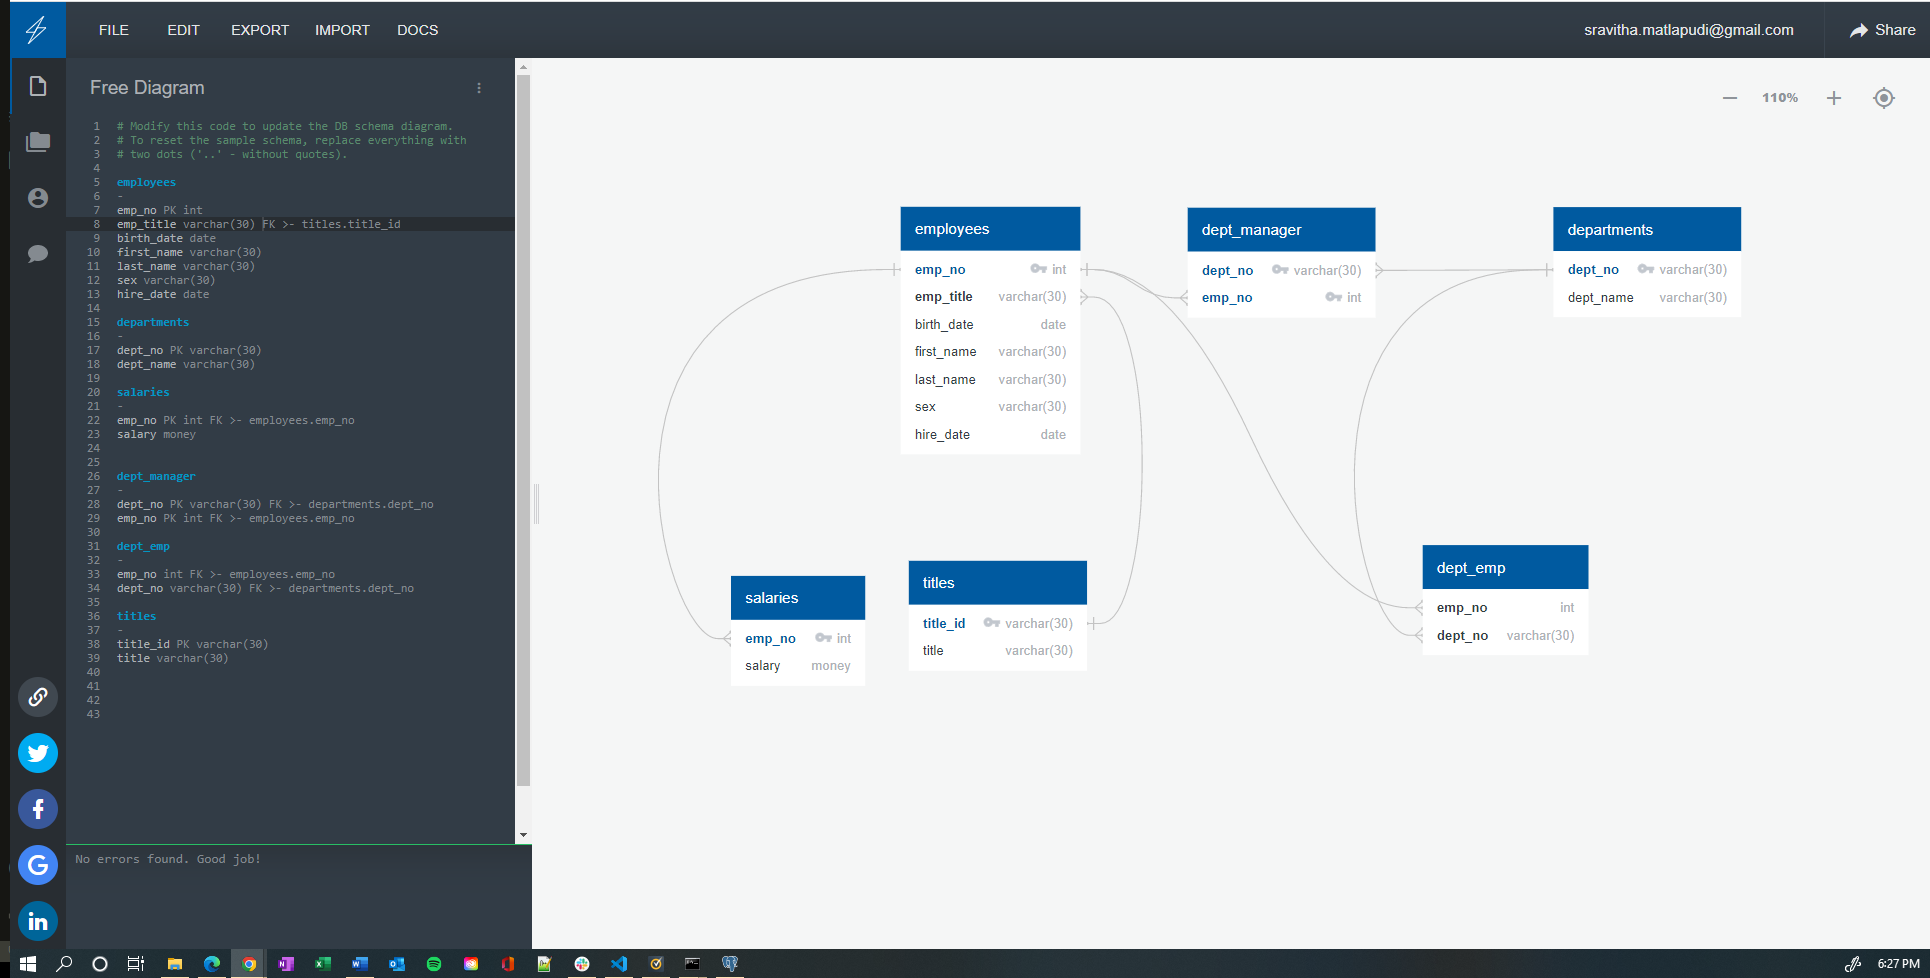 FILE EDIT EXPORT IMPORT DOCS
sravitha.matlapudi@gmail.com
Share
Free Diagram
1 # Modify this code to update the DB schema diagram.
2 # To reset the sample schema, replace everything with
3 # two dots ('..' - without quotes).
4
5 employees
6 -
7 emp_no PK int
8 emp_title varchar(30) FK >- titles.title_id
9 birth_date date
10 first_name varchar(30)
11 last_name varchar(30)
12 sex varchar(30)
13 hire_date date
14
15 departments
16 -
17 dept_no PK varchar(30)
18 dept_name varchar(30)
19
20 salaries
21 -
22 emp_no PK int FK >- employees.emp_no
23 salary money
24
25
26 dept_manager
27 -
28 dept_no PK varchar(30) FK >- departments.dept_no
29 emp_no PK int FK >- employees.emp_no
30
31 dept_emp
32 -
33 emp_no int FK >- employees.emp_no
34 dept_no varchar(30) FK >- departments.dept_no
35
36 titles
37 -
38 title_id PK varchar(30)
39 title varchar(30)
40
41
42
43
No errors found. Good job!
110%
employees
emp_no int
emp_title varchar(30)
birth_date date
first_name varchar(30)
last_name varchar(30)
sex varchar(30)
hire_date date
dept_manager
dept_no varchar(30)
emp_no int
departments
dept_no varchar(30)
dept_name varchar(30)
salaries
emp_no int
salary money
titles
title_id varchar(30)
title varchar(30)
dept_emp
emp_no int
dept_no varchar(30)
6:27 PM